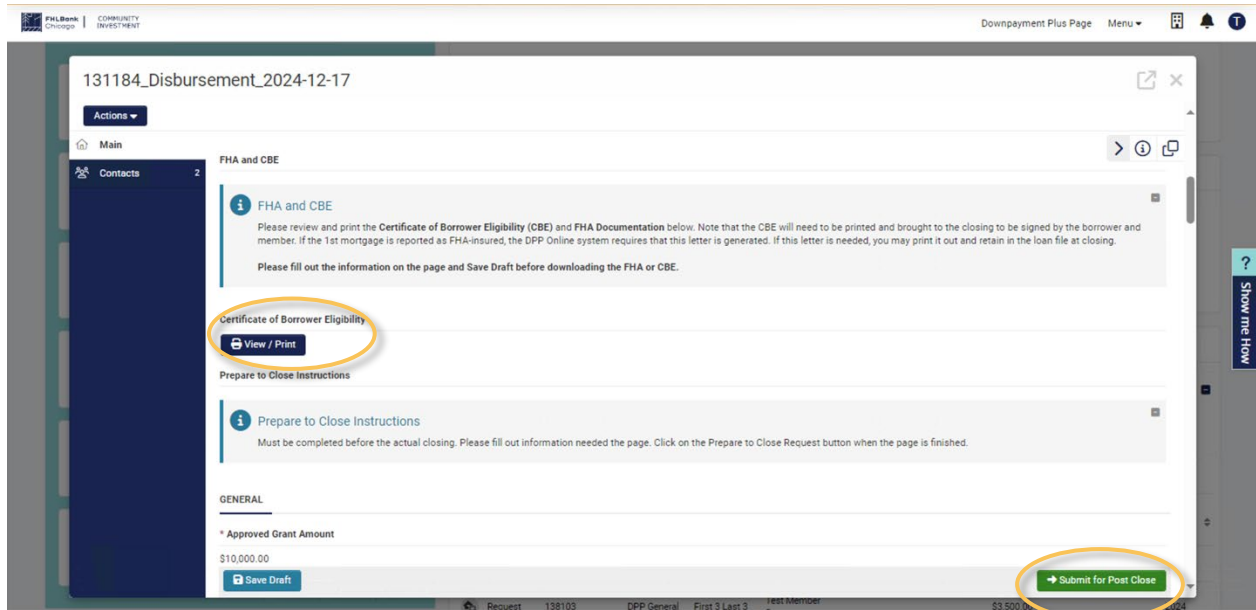 FHLBank
Chicago
COMMUNITY
INVESTMENT
Downpayment Plus Page
Menu
131184_Disbursement_2024-12-17
Actions
Main
Contacts 2
FHA and CBE
FHA and CBE
Please review and print the Certificate of Borrower Eligibility (CBE) and FHA Documentation below. Note that the CBE will need to be printed and brought to the closing to be signed by the borrower and
member. If the 1st mortgage is reported as FHA-insured, the DPP Online system requires that this letter is generated. If this letter is needed, you may print it out and retain in the loan file at closing.
Please fill out the information on the page and Save Draft before downloading the FHA or CBE.
Certificate of Borrower Eligibility
View / Print
Prepare to Close Instructions
Prepare to Close Instructions
Must be completed before the actual closing. Please fill out information needed the page. Click on the Prepare to Close Request button when the page is finished.
GENERAL
* Approved Grant Amount
$10,000.00
Save Draft
Submit for Post Close
? Show me How
Request 138103 DPP General First 3 Last 3 Test Member $3,500.00